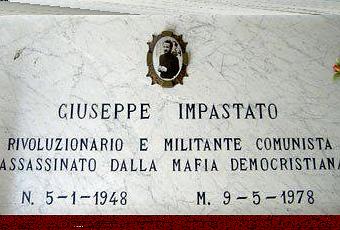 GIUSEPPE IMPASTATO
RIVOLUZIONARIO E MILITANTE COMUNISTA
ASSASSINATO DALLA MAFIA DEMOCRISTIANA
N. 5-1-1948 M. 9-5-1978